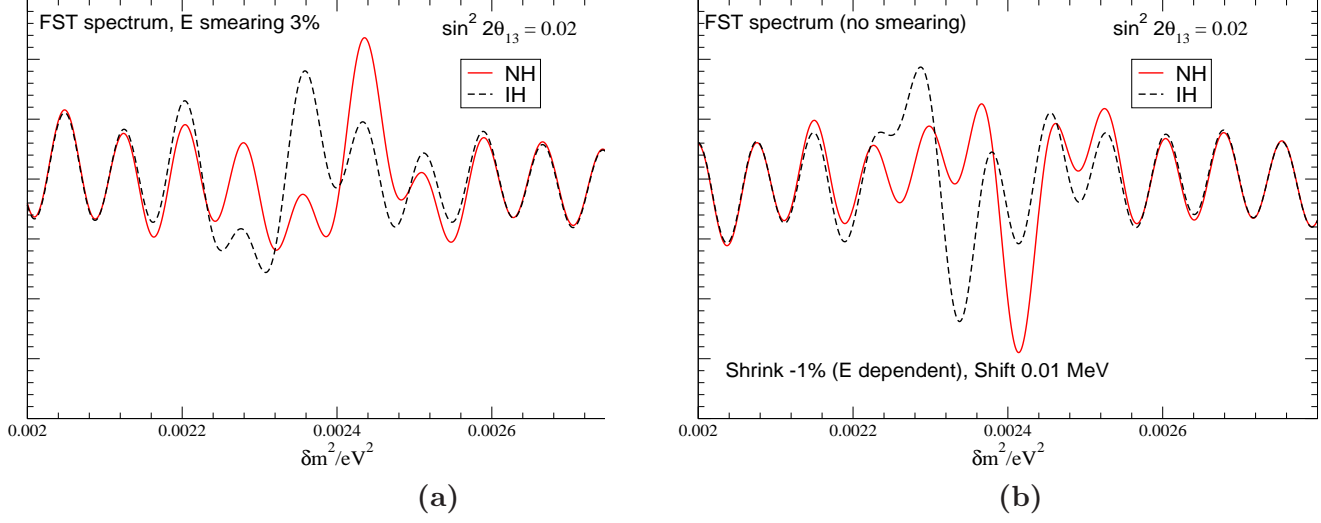 FST spectrum, E smearing 3%
sin² 2θ₁₃ = 0.02
NH
IH
0.002
0.0022
0.0024
0.0026
δm²/eV²
(a)
FST spectrum (no smearing)
sin² 2θ₁₃ = 0.02
NH
IH
Shrink -1% (E dependent), Shift 0.01 MeV
0.002
0.0022
0.0024
0.0026
δm²/eV²
(b)